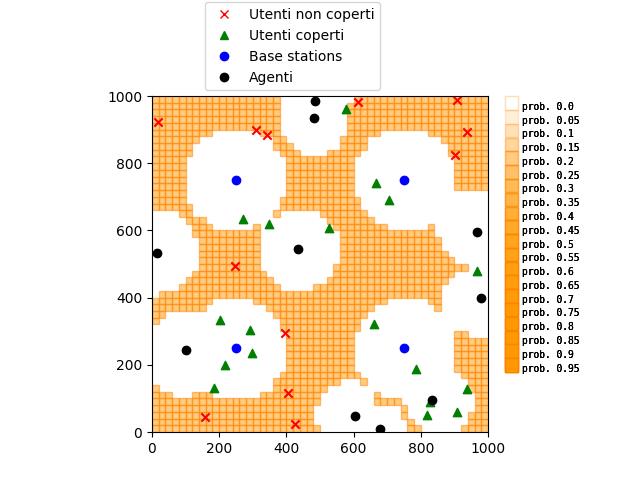 Utenti non coperti
Utenti coperti
Base stations
Agenti
1000
800
600
400
200
0
0 200 400 600 800 1000
prob. 0.0
prob. 0.05
prob. 0.1
prob. 0.15
prob. 0.2
prob. 0.25
prob. 0.3
prob. 0.35
prob. 0.4
prob. 0.45
prob. 0.5
prob. 0.55
prob. 0.6
prob. 0.65
prob. 0.7
prob. 0.75
prob. 0.8
prob. 0.85
prob. 0.9
prob. 0.95